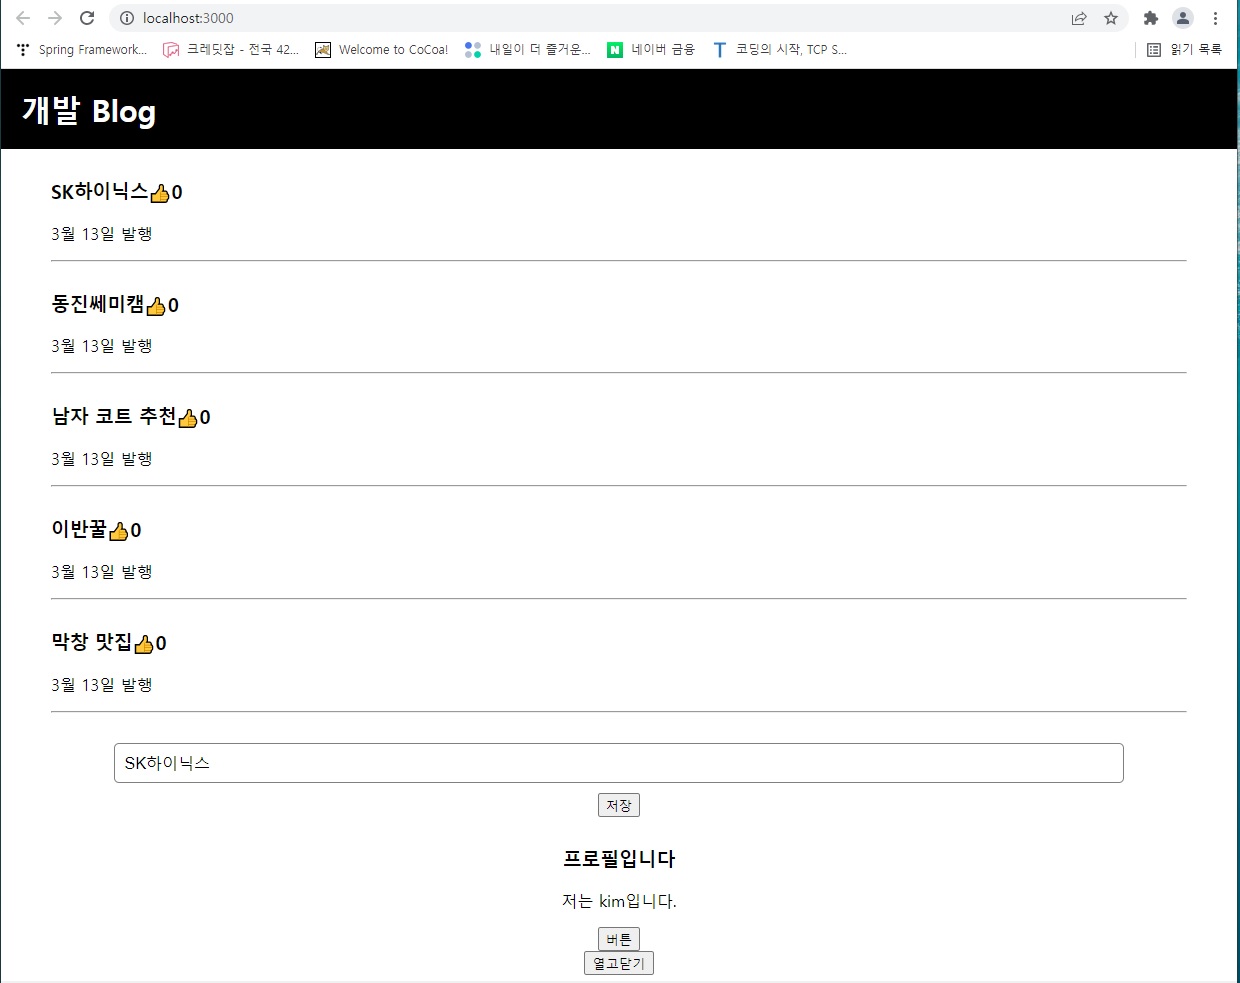 localhost:3000
Spring Framework... 크레딧잡 - 전국 42... Welcome to CoCoa! 내일이 더 즐거운... N 네이버 금융 T 코딩의 시작, TCP S... 읽기 목록
개발 Blog
SK하이닉스👍0
3월 13일 발행
동진쎄미캠👍0
3월 13일 발행
남자 코트 추천👍0
3월 13일 발행
이반꿀👍0
3월 13일 발행
막창 맛집👍0
3월 13일 발행
SK하이닉스
저장
프로필입니다
저는 kim입니다.
버튼
열고닫기